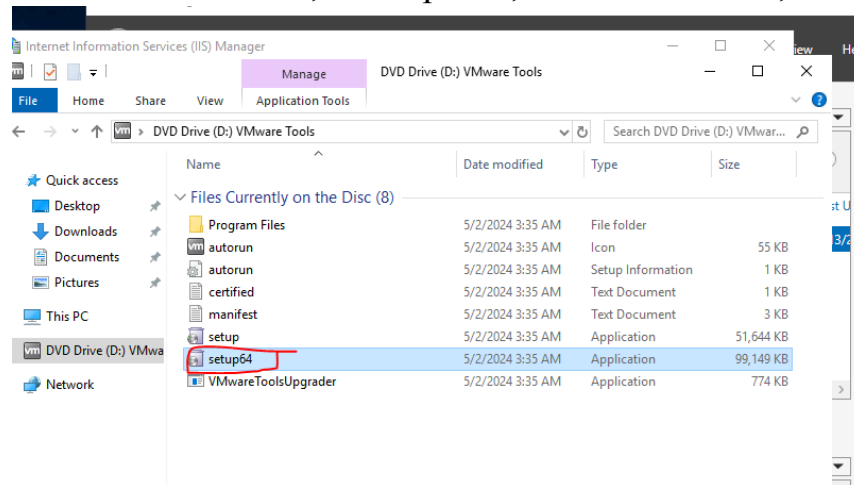 Internet Information Services (IIS) Manager
iew He
Manage DVD Drive (D:) VMware Tools
File Home Share View Application Tools
DVD Drive (D:) VMware Tools Search DVD Drive (D:) VMwar...
Name Date modified Type Size
Quick access
Files Currently on the Disc (8)
Desktop
st U
Program Files 5/2/2024 3:35 AM File folder
Downloads
autorun 5/2/2024 3:35 AM Icon 55 KB
3/2
Documents
autorun 5/2/2024 3:35 AM Setup Information 1 KB
Pictures
certified 5/2/2024 3:35 AM Text Document 1 KB
This PC
manifest 5/2/2024 3:35 AM Text Document 3 KB
setup 5/2/2024 3:35 AM Application 51,644 KB
DVD Drive (D:) VMwa
setup64 5/2/2024 3:35 AM Application 99,149 KB
Network
VMwareToolsUpgrader 5/2/2024 3:35 AM Application 774 KB